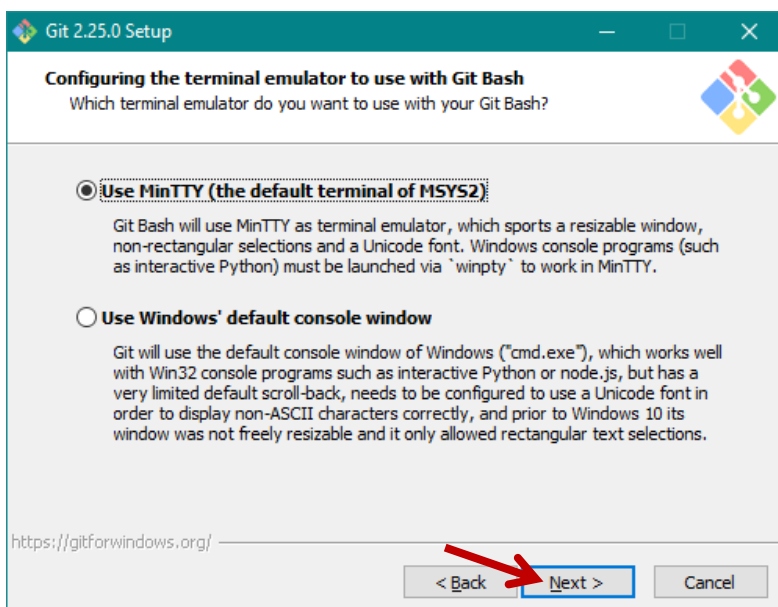 Git 2.25.0 Setup
Configuring the terminal emulator to use with Git Bash
Which terminal emulator do you want to use with your Git Bash?
Use MinTTY (the default terminal of MSYS2)
Git Bash will use MinTTY as terminal emulator, which sports a resizable window,
non-rectangular selections and a Unicode font. Windows console programs (such
as interactive Python) must be launched via `winpty` to work in MinTTY.
Use Windows' default console window
Git will use the default console window of Windows ("cmd.exe"), which works well
with Win32 console programs such as interactive Python or node.js, but has a
very limited default scroll-back, needs to be configured to use a Unicode font in
order to display non-ASCII characters correctly, and prior to Windows 10 its
window was not freely resizable and it only allowed rectangular text selections.
https://gitforwindows.org/
< Back
Next >
Cancel